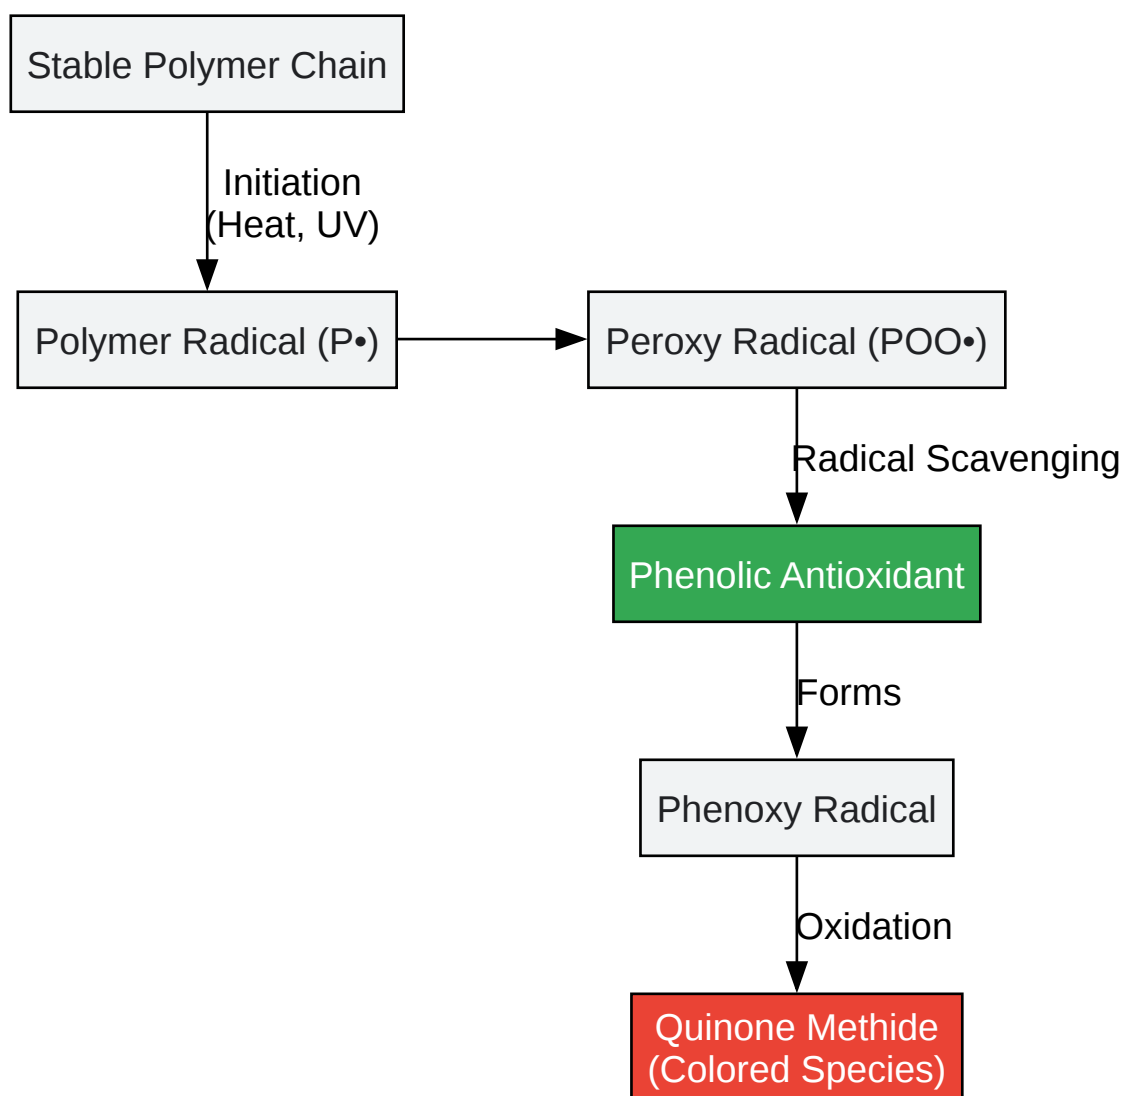 Stable Polymer Chain
Initiation
(Heat, UV)
Polymer Radical (P•)
Peroxy Radical (POO•)
Radical Scavenging
Phenolic Antioxidant
Forms
Phenoxy Radical
Oxidation
Quinone Methide
(Colored Species)